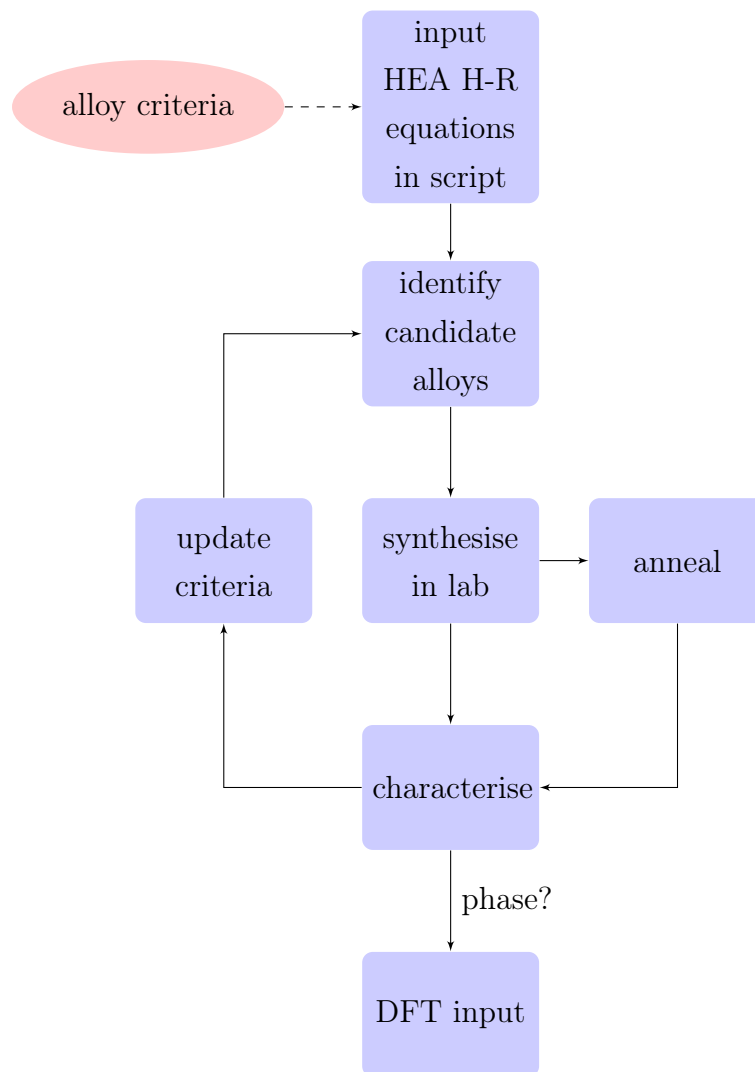 input
HEA H-R
equations
in script
alloy criteria
identify
candidate
alloys
update
criteria
synthesise
in lab
anneal
characterise
phase?
DFT input